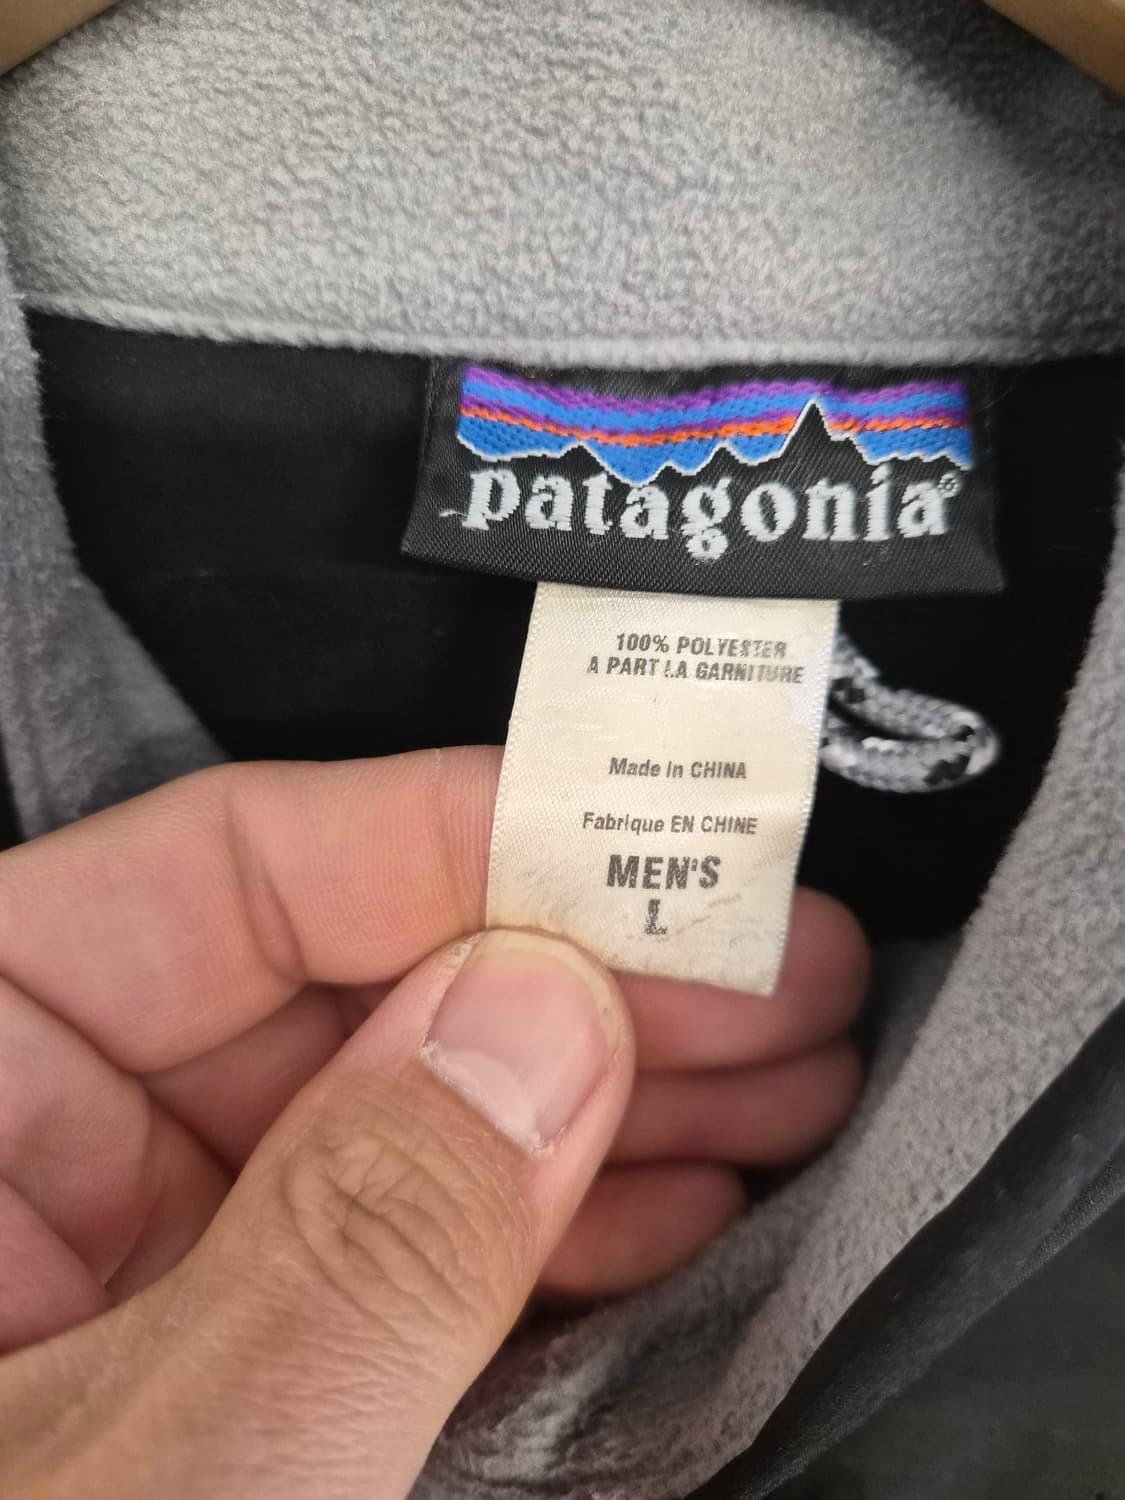 patagonia®
100% POLYESTER
A PART LA GARNITURE
Made in CHINA
Fabrique EN CHINE
MEN'S
L